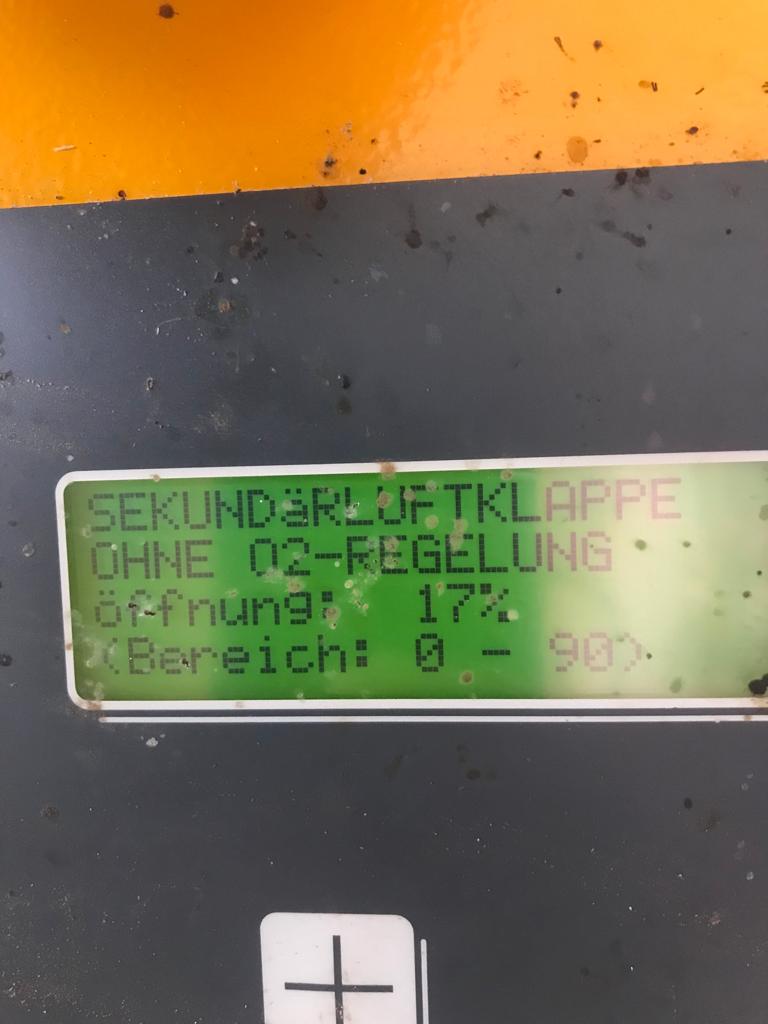 SEKUNDäRLUFTKLAPPE
OHNE O2-REGELUNG
öffnung: 17%
(Bereich: 0 - 90)
+